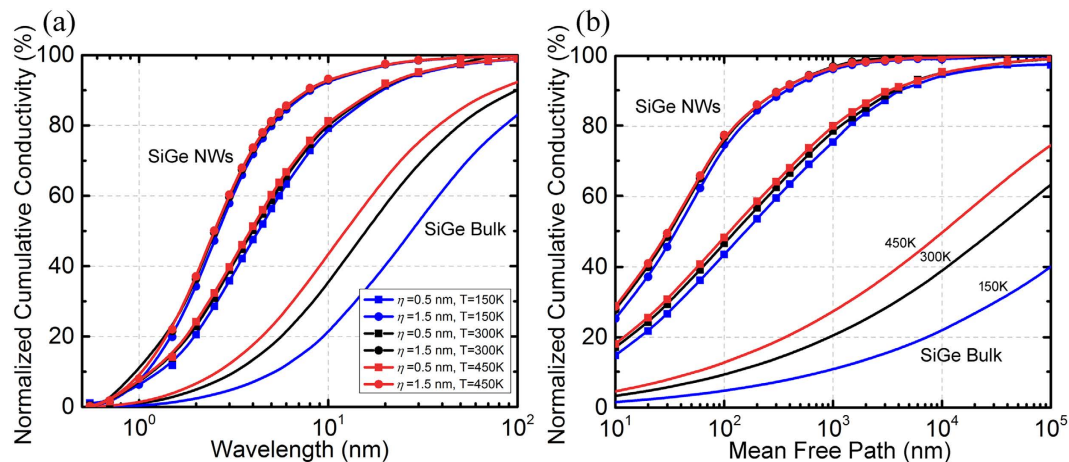 (a)
Normalized Cumulative Conductivity (%)
100
80
60
40
20
0
SiGe NWs
SiGe Bulk
η =0.5 nm, T=150K
η =1.5 nm, T=150K
η =0.5 nm, T=300K
η =1.5 nm, T=300K
η =0.5 nm, T=450K
η =1.5 nm, T=450K
10⁰
10¹
10²
Wavelength (nm)
(b)
Normalized Cumulative Conductivity (%)
100
80
60
40
20
0
SiGe NWs
450K
300K
150K
SiGe Bulk
10¹
10²
10³
10⁴
10⁵
Mean Free Path (nm)